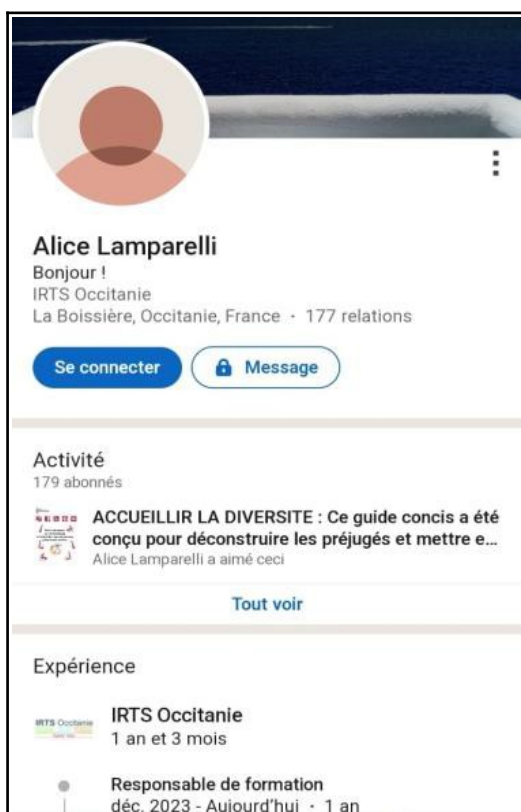 Alice Lamparelli
Bonjour !
IRTS Occitanie
La Boissière, Occitanie, France · 177 relations
Se connecter
Message
Activité
179 abonnés
ACCUEILLIR LA DIVERSITE : Ce guide concis a été
conçu pour déconstruire les préjugés et mettre e...
Alice Lamparelli a aimé ceci
Tout voir
Expérience
IRTS Occitanie
IRTS Occitanie
1 an et 3 mois
Responsable de formation
déc. 2023 - Aujourd'hui · 1 an